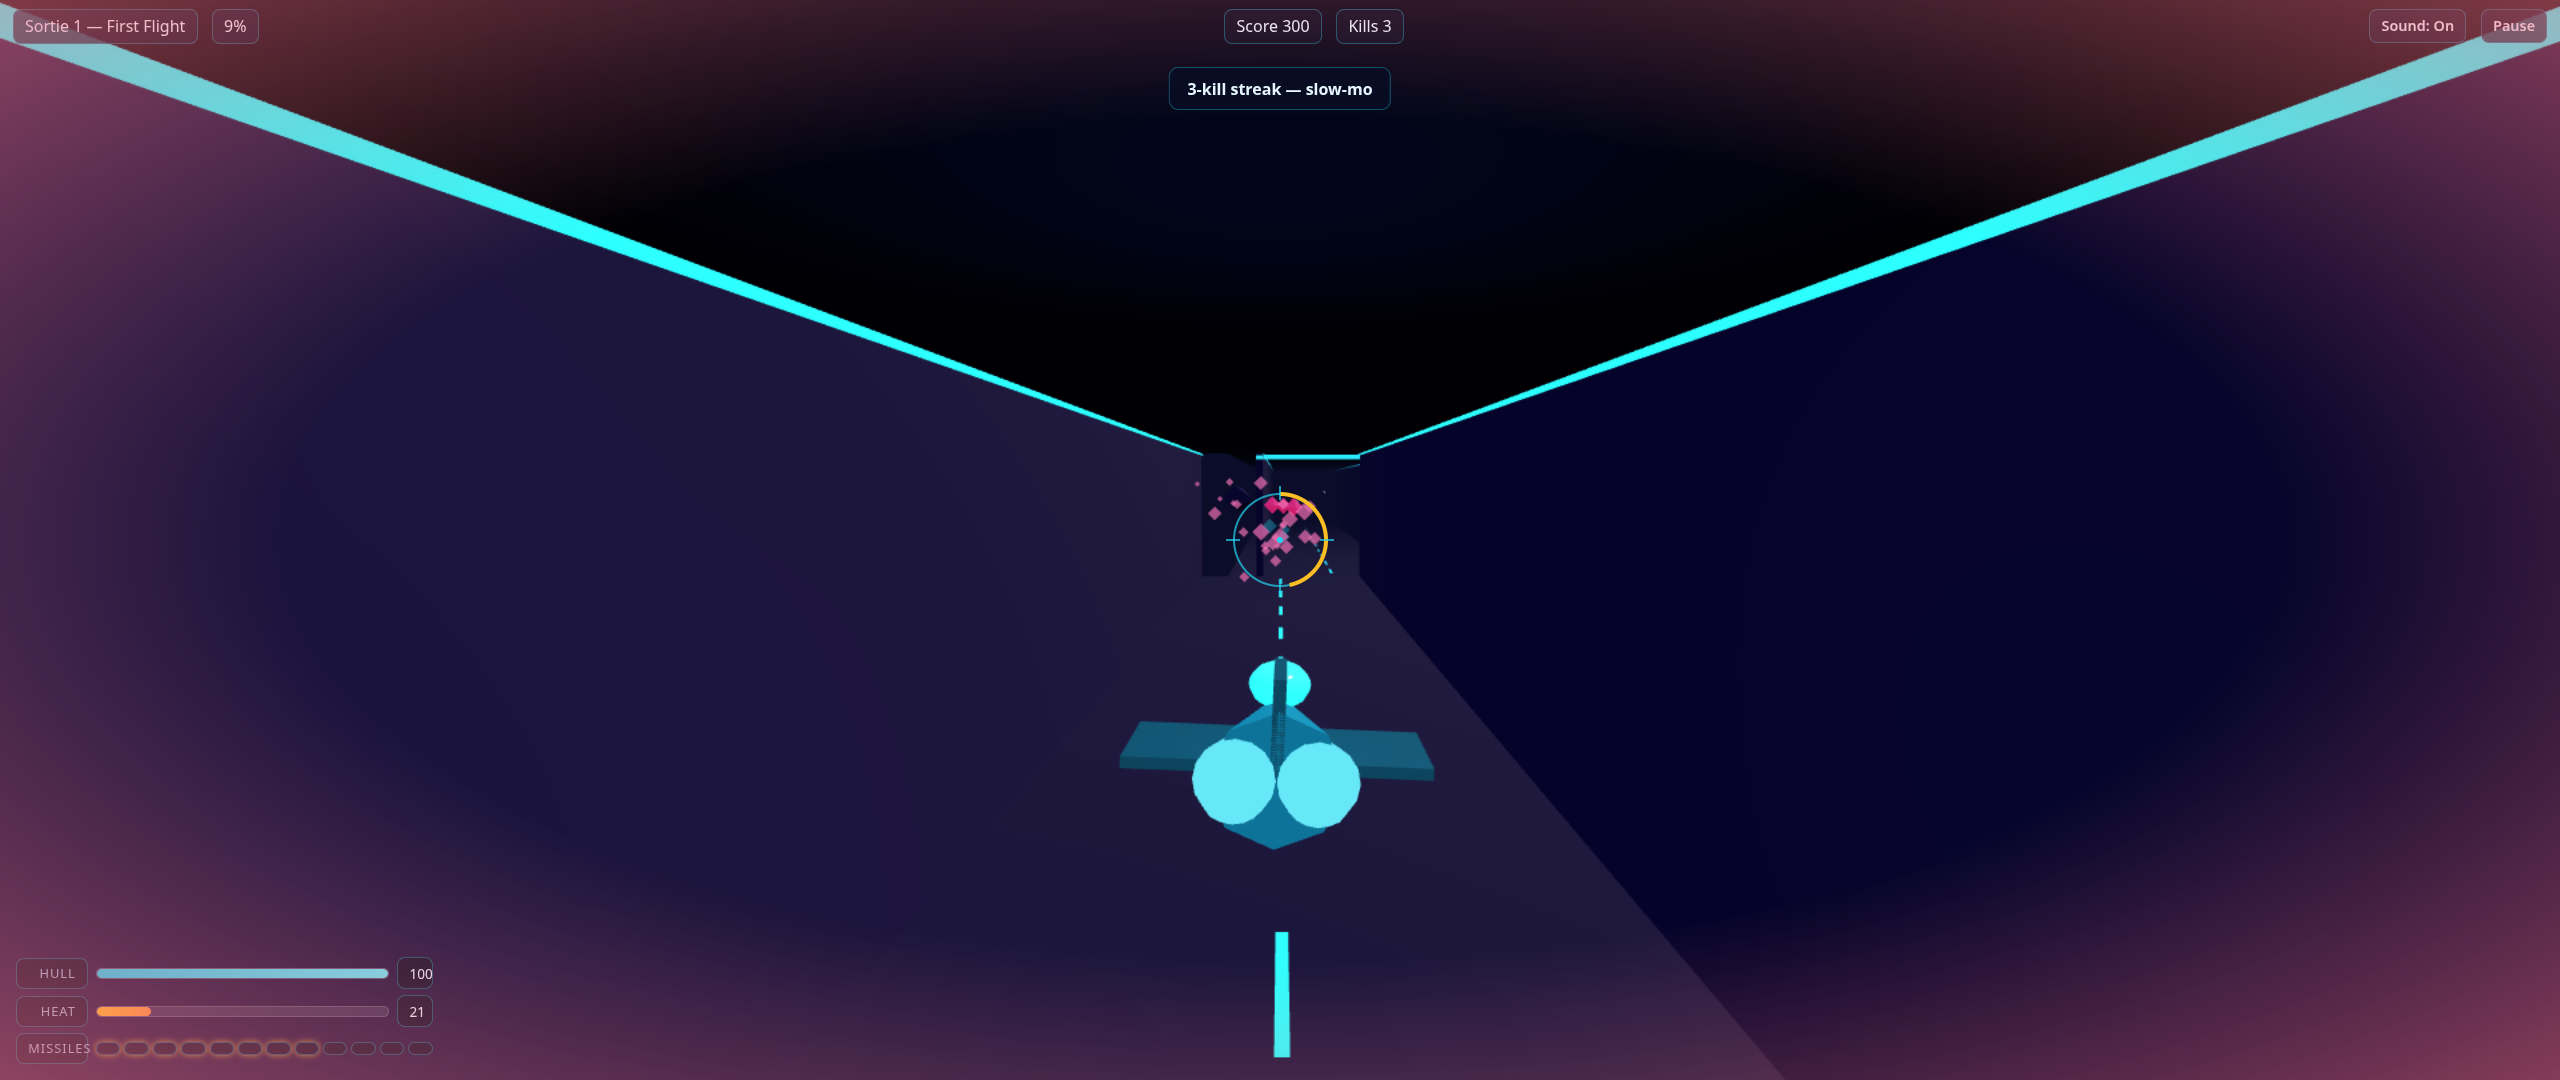 Sortie 1 — First Flight
9%
Score 300
Kills 3
Sound: On
Pause
3-kill streak — slow-mo
HULL
100
HEAT
21
MISSILES